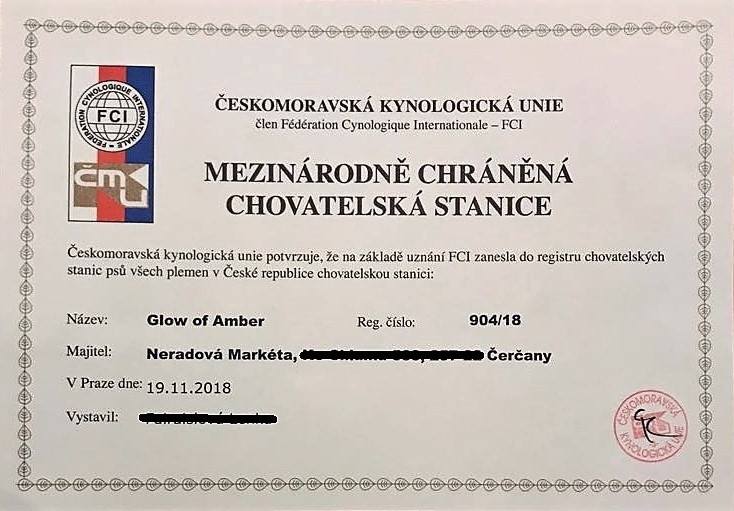 FÉDÉRATION CYNOLOGIQUE INTERNATIONALE
FCI
ČMKU
ČESKOMORAVSKÁ KYNOLOGICKÁ UNIE
člen Fédération Cynologique Internationale – FCI
MEZINÁRODNĚ CHRÁNĚNÁ
CHOVATELSKÁ STANICE
Českomoravská kynologická unie potvrzuje, že na základě uznání FCI zanesla do registru chovatelských
stanic psů všech plemen v České republice chovatelskou stanici:
Název: Glow of Amber Reg. číslo: 904/18
Majitel: Neradová Markéta, Čerčany
V Praze dne: 19.11.2018
Vystavil:
ČESKOMORAVSKÁ KYNOLOGICKÁ UNIE